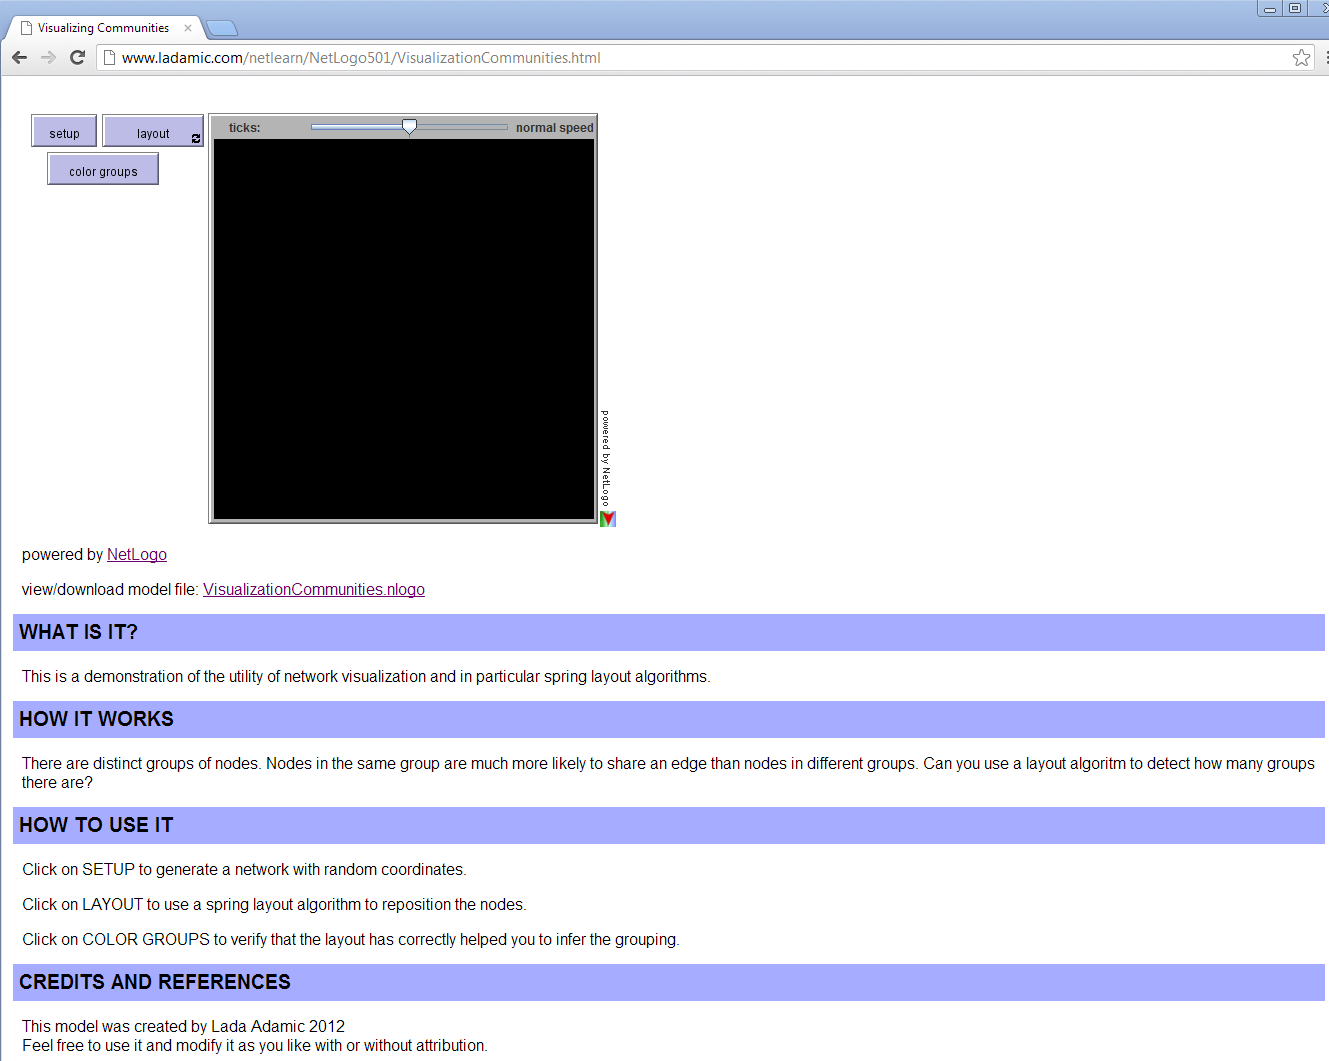 Visualizing Communities
www.ladamic.com/netlearn/NetLogo501/VisualizationCommunities.html
setup
layout
color groups
ticks:
normal speed
powered by NetLogo
powered by NetLogo
view/download model file: VisualizationCommunities.nlogo
WHAT IS IT?
This is a demonstration of the utility of network visualization and in particular spring layout algorithms.
HOW IT WORKS
There are distinct groups of nodes. Nodes in the same group are much more likely to share an edge than nodes in different groups. Can you use a layout algoritm to detect how many groups
there are?
HOW TO USE IT
Click on SETUP to generate a network with random coordinates.
Click on LAYOUT to use a spring layout algorithm to reposition the nodes.
Click on COLOR GROUPS to verify that the layout has correctly helped you to infer the grouping.
CREDITS AND REFERENCES
This model was created by Lada Adamic 2012
Feel free to use it and modify it as you like with or without attribution.